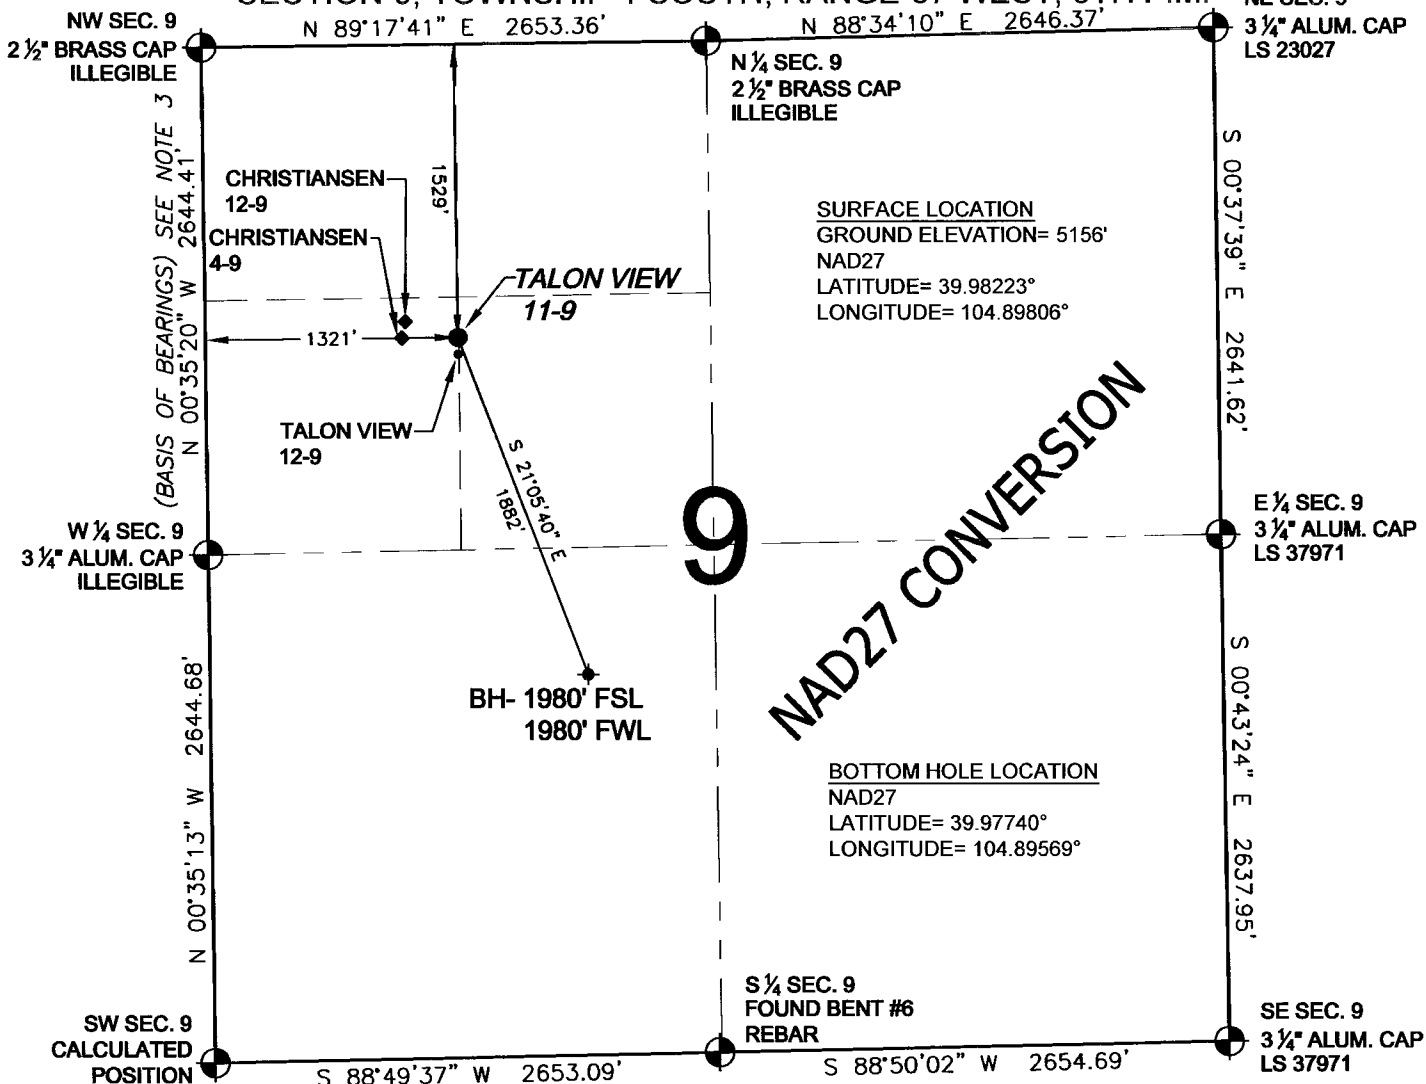 NW SEC. 9
2 ½" BRASS CAP
ILLEGIBLE
N 89°17'41" E 2653.36'
N 88°34'10" E 2646.37'
3 ¼" ALUM. CAP
LS 23027
N ¼ SEC. 9
2 ½" BRASS CAP
ILLEGIBLE
(BASIS OF BEARINGS) SEE NOTE 3
N 00°35'20" W 2644.41'
CHRISTIANSEN
12-9
CHRISTIANSEN
4-9
1529'
TALON VIEW
11-9
1321'
TALON VIEW
12-9
S 21°05'40" E
1882'
SURFACE LOCATION
GROUND ELEVATION= 5156'
NAD27
LATITUDE= 39.98223°
LONGITUDE= 104.89806°
S 00°37'39" E 2641.62'
W ¼ SEC. 9
3 ¼" ALUM. CAP
ILLEGIBLE
9
NAD27 CONVERSION
E ¼ SEC. 9
3 ¼" ALUM. CAP
LS 37971
N 00°35'13" W 2644.68'
BH- 1980' FSL
1980' FWL
BOTTOM HOLE LOCATION
NAD27
LATITUDE= 39.97740°
LONGITUDE= 104.89569°
S 00°43'24" E 2637.95'
SW SEC. 9
CALCULATED
POSITION
S 88°49'37" W 2653.09'
S ¼ SEC. 9
FOUND BENT #6
REBAR
S 88°50'02" W 2654.69'
SE SEC. 9
3 ¼" ALUM. CAP
LS 37971